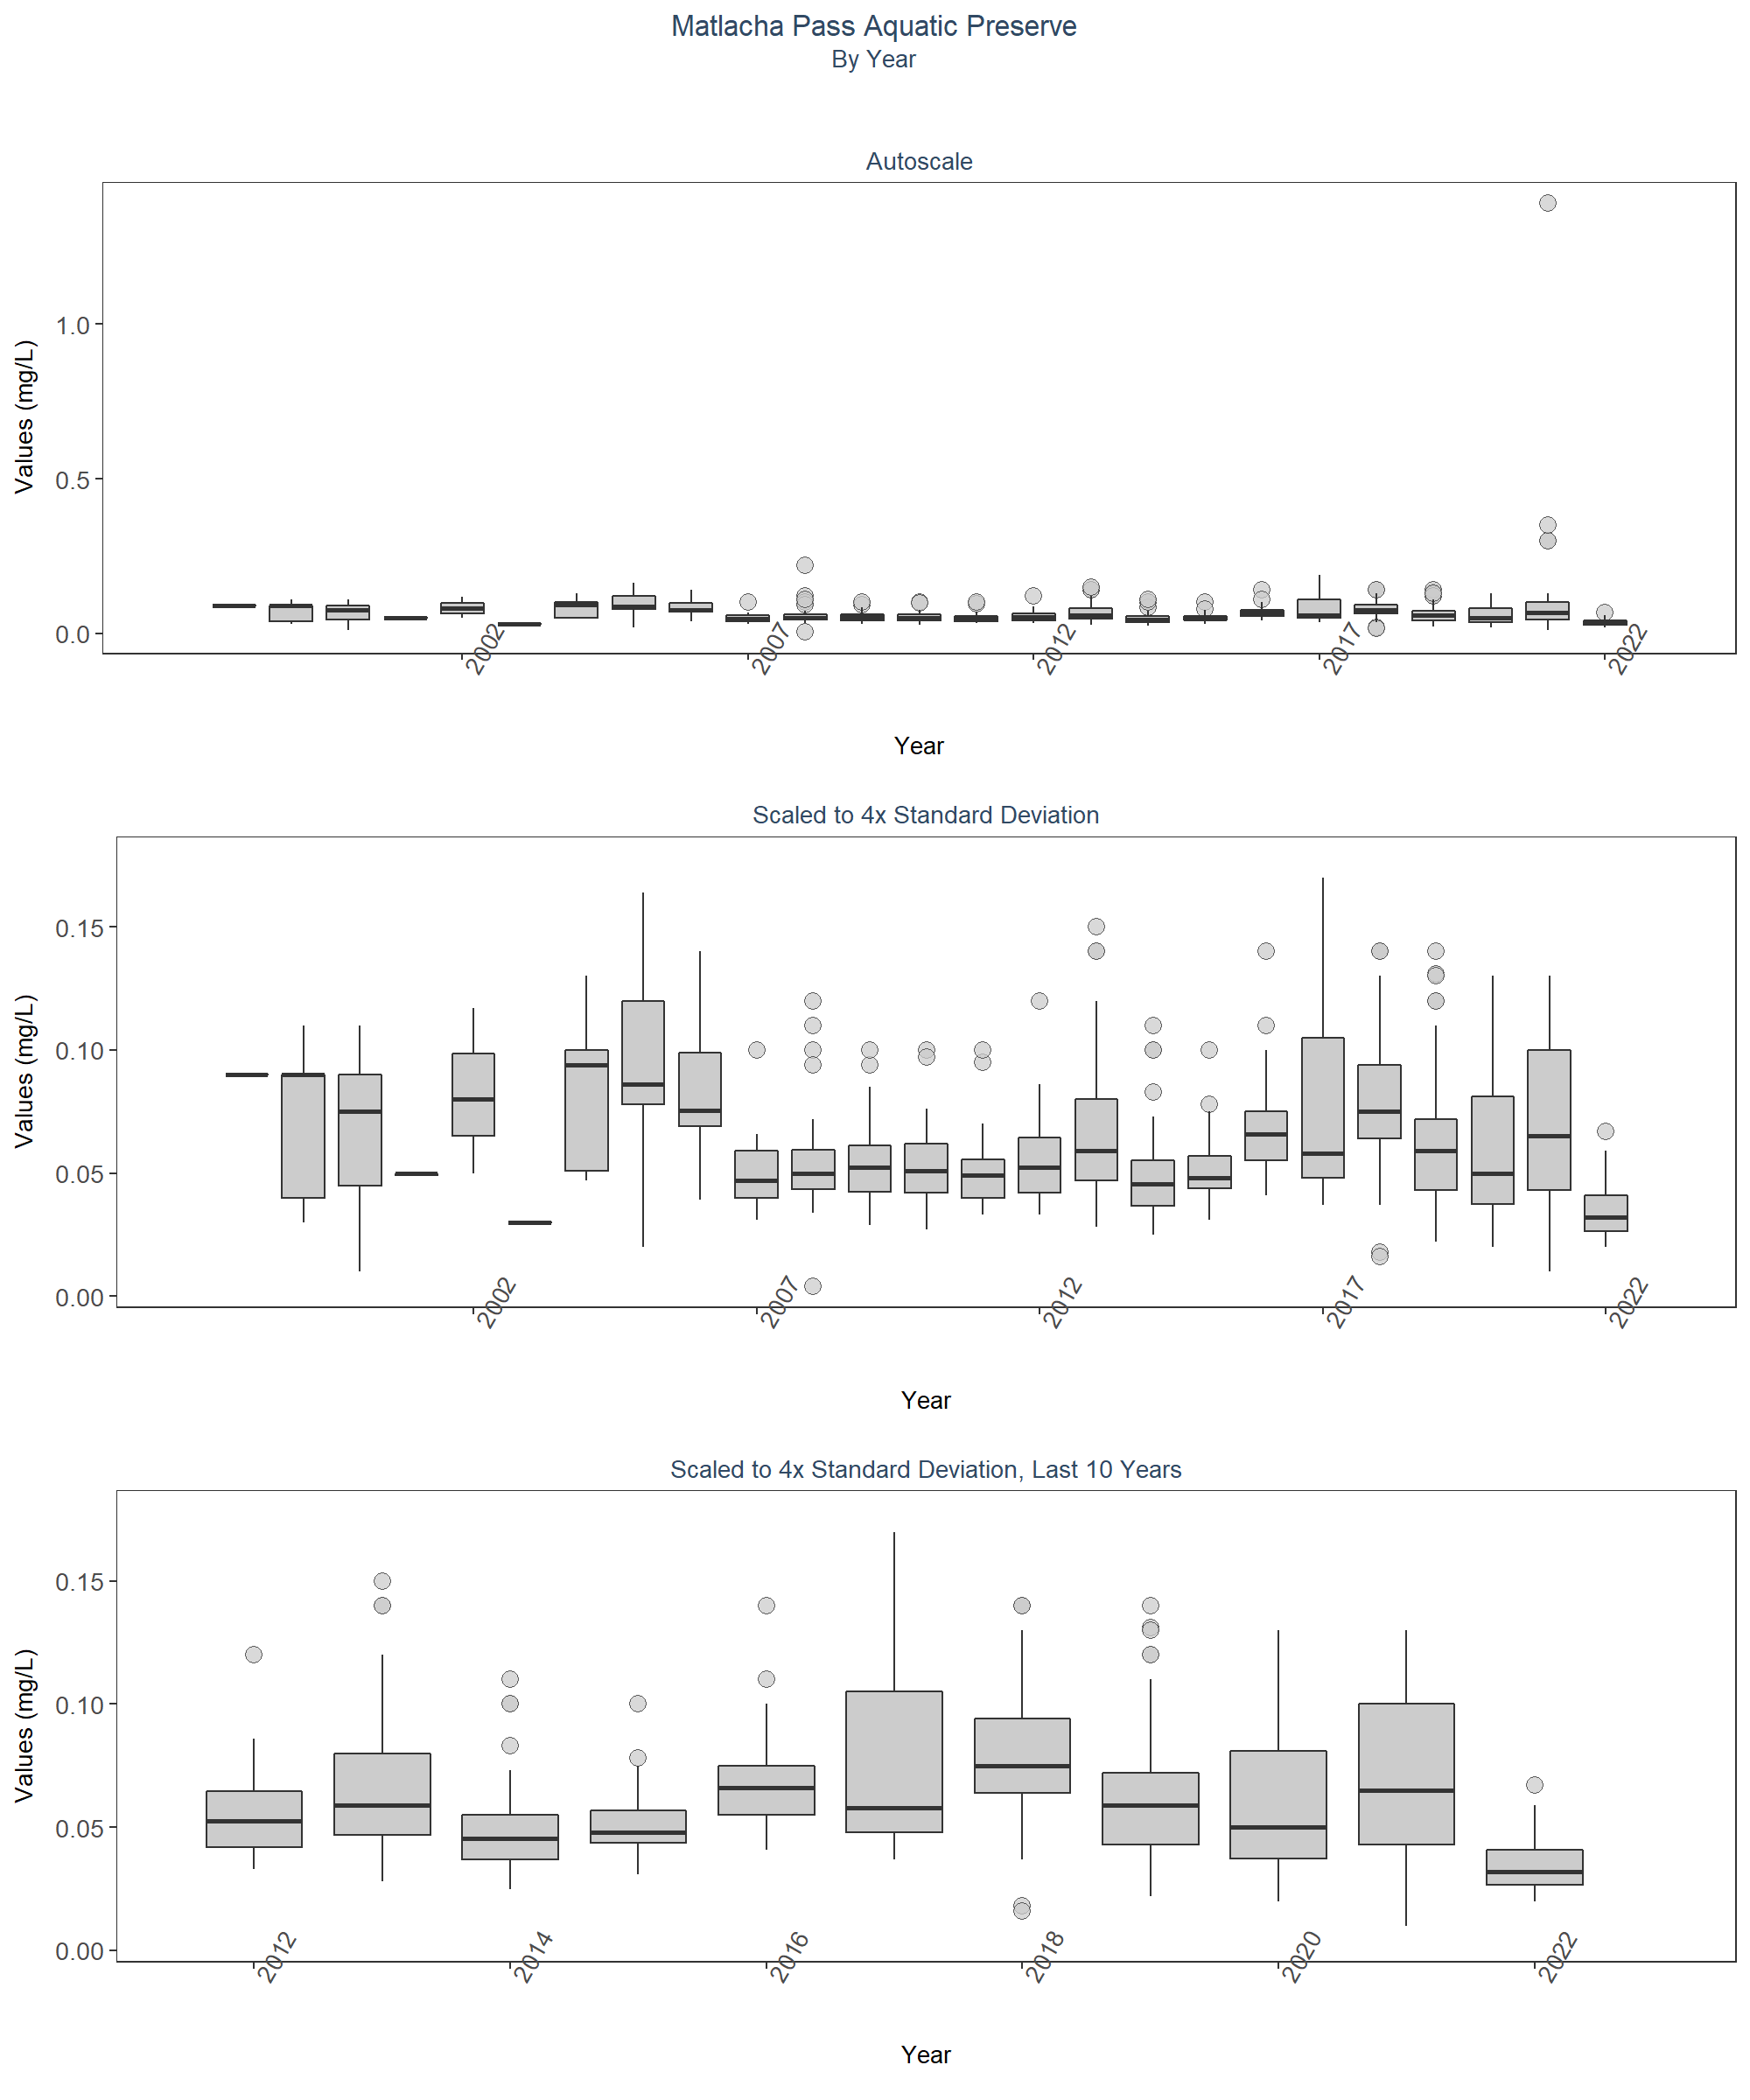 Matlacha Pass Aquatic Preserve
By Year
Autoscale
Values (mg/L)
1.0
0.5
0.0
2002
2007
2012
2017
2022
Year
Scaled to 4x Standard Deviation
Values (mg/L)
0.15
0.10
0.05
0.00
2002
2007
2012
2017
2022
Year
Scaled to 4x Standard Deviation, Last 10 Years
Values (mg/L)
0.15
0.10
0.05
0.00
2012
2014
2016
2018
2020
2022
Year